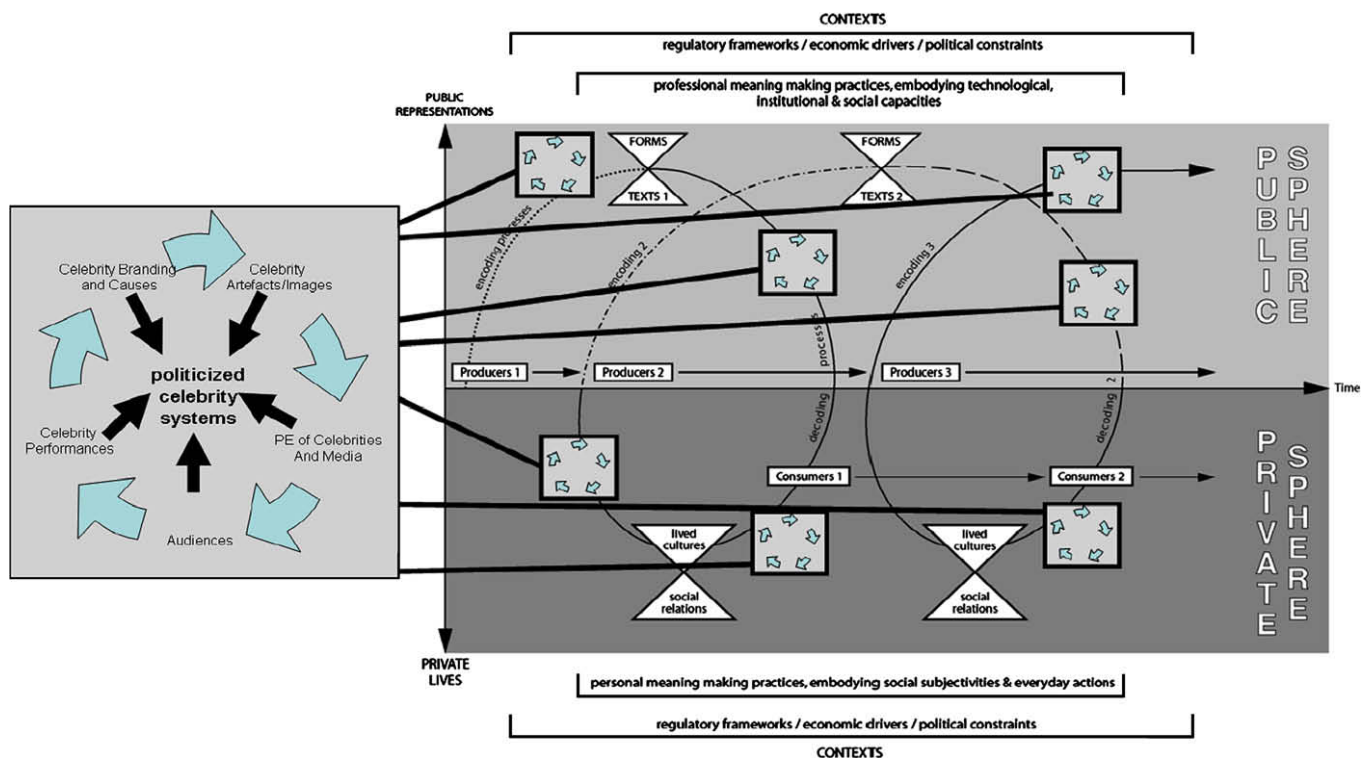 CONTEXTS
regulatory frameworks / economic drivers / political constraints
professional meaning making practices, embodying technological,
institutional & social capacities
PUBLIC
REPRESENTATIONS
FORMS
TEXTS 1
FORMS
TEXTS 2
encoding processes
encoding 2
encoding 3
decoding processes
decoding 2
PUBLIC
SPHERE
Celebrity Branding
and Causes
Celebrity
Artefacts/Images
politicized
celebrity
systems
Celebrity
Performances
PE of Celebrities
And Media
Audiences
Producers 1
Producers 2
Producers 3
Time
Consumers 1
Consumers 2
lived
cultures
social
relations
lived
cultures
social
relations
PRIVATE
SPHERE
PRIVATE
LIVES
personal meaning making practices, embodying social subjectivities & everyday actions
regulatory frameworks / economic drivers / political constraints
CONTEXTS